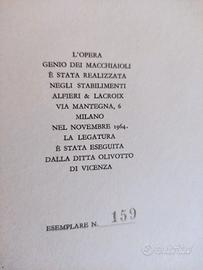 L'OPERA
GENIO DEI MACCHIAIOLI
È STATA REALIZZATA
NEGLI STABILIMENTI
ALFIERI & LACROIX
VIA MANTEGNA, 6
MILANO
NEL NOVEMBRE 1964.
LA LEGATURA
È STATA ESEGUITA
DALLA DITTA OLIVOTTO
DI VICENZA
ESEMPLARE N. 159
subito